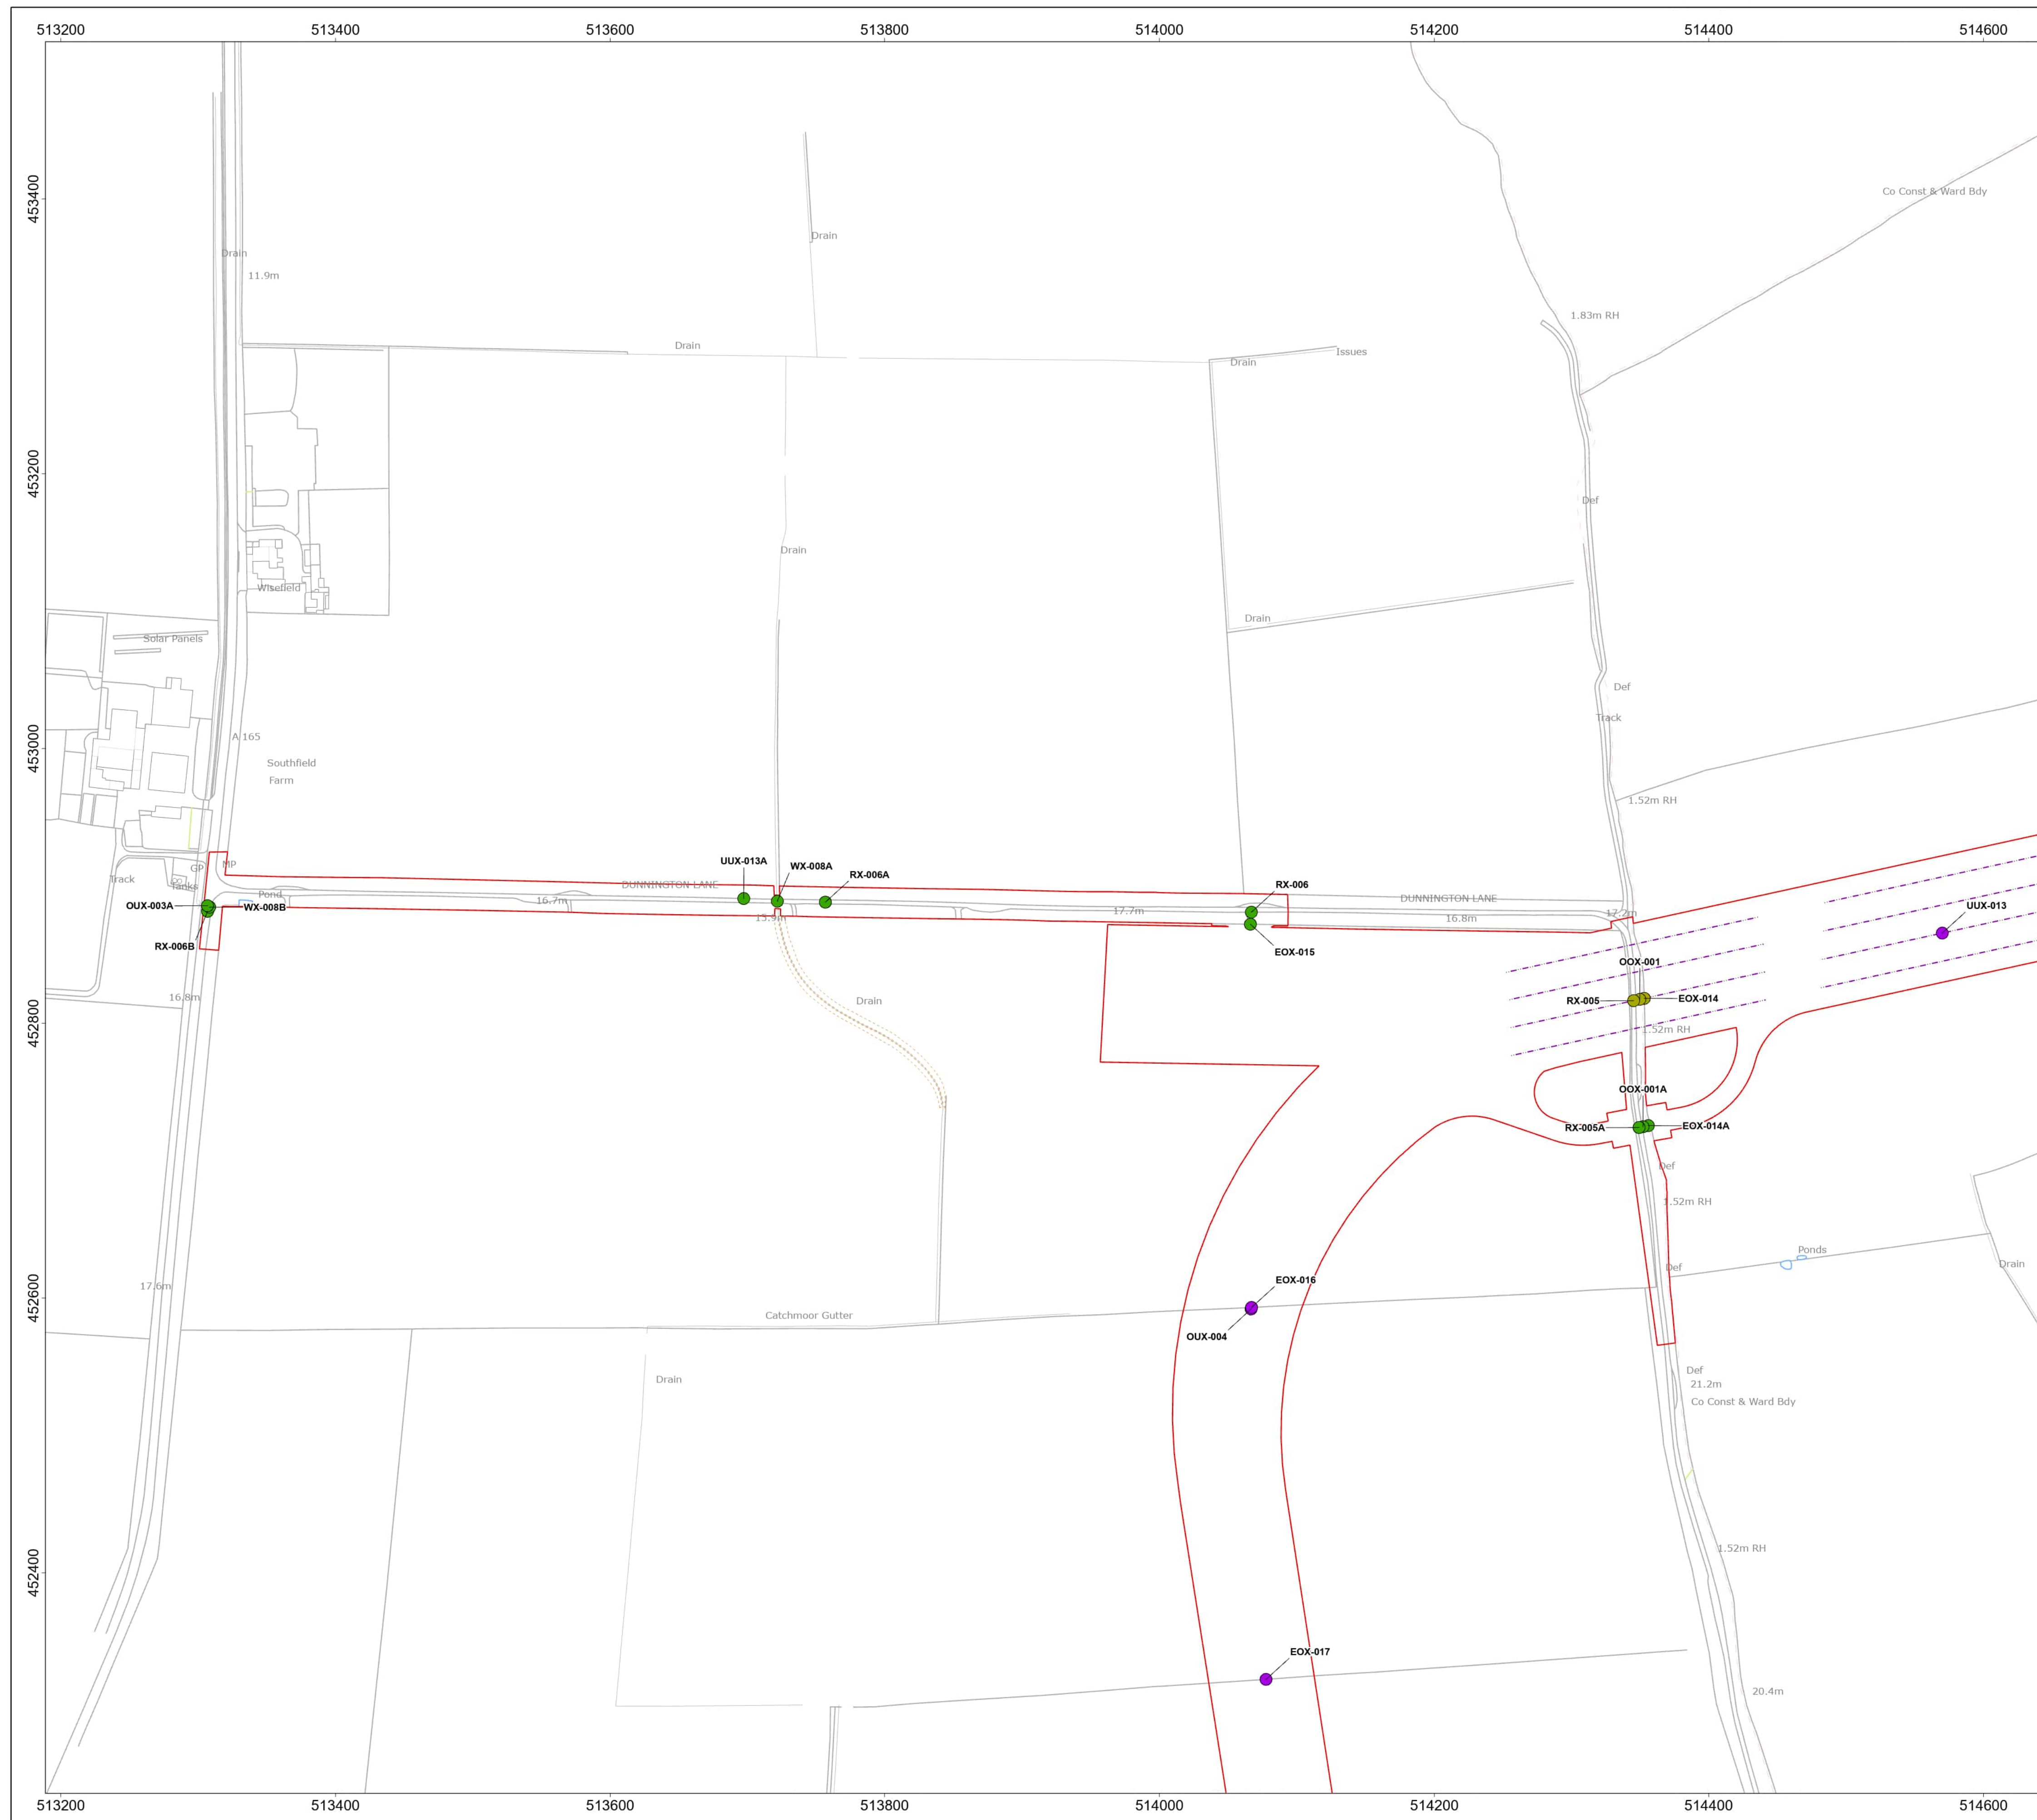 513200
513400
513600
513800
514000
514200
514400
514600
453400
Co Const & Ward Bdy
Drain
Drain
11.9m
1.83m RH
Drain
Issues
Drain
453200
Def
Drain
Wisefield
Drain
Solar Panels
Def
Track
453000
A 165
Southfield
Farm
1.52m RH
UUX-013A
WX-008A
RX-006A
GP
MP
Track
Tanks
Pond
DUNNINGTON LANE
RX-006
DUNNINGTON LANE
16.7m
OUX-003A
WX-008B
15.9m
17.7m
16.8m
17.2m
UUX-013
RX-006B
EOX-015
OOX-001
16.8m
Drain
RX-005
EOX-014
452800
1.52m RH
OOX-001A
RX-005A
EOX-014A
Def
1.52m RH
Ponds
Def
Drain
17.6m
EOX-016
452600
Catchmoor Gutter
OUX-004
Drain
Def
21.2m
Co Const & Ward Bdy
1.52m RH
452400
EOX-017
20.4m
513200
513400
513600
513800
514000
514200
514400
514600